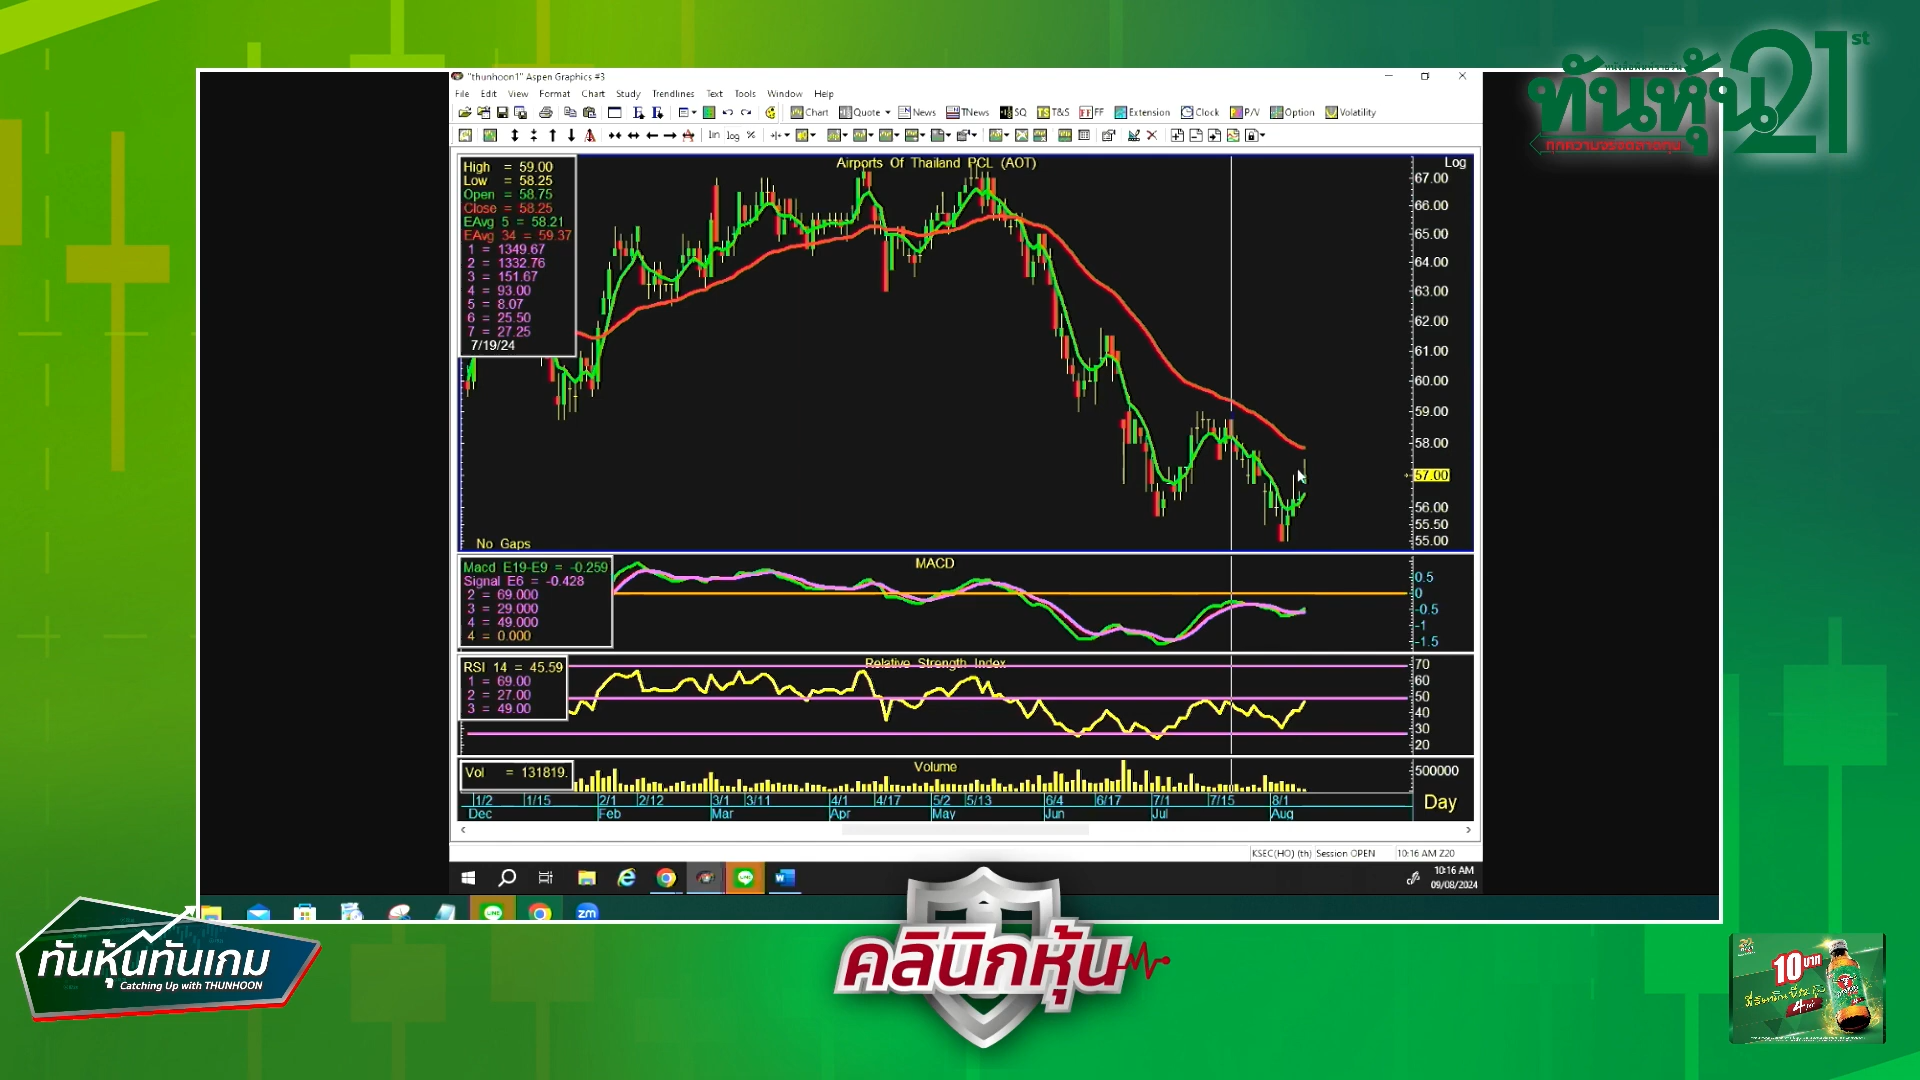 "thunhoon1" Aspen Graphics #3
File Edit View Format Chart Study Trendlines Text Tools Window Help
Chart Quote News TNews SQ T&S FF Extension Clock P/V Option Volatility
lin log %
ทันหุ้น 21st
High = 59.00
Low = 58.25
Open = 58.75
Close = 58.25
EAvg 5 = 58.21
EAvg 34 = 59.37
1 = 1349.67
2 = 1332.76
3 = 151.67
4 = 93.00
5 = 8.07
6 = 25.50
7 = 27.25
7/19/24
Airports Of Thailand PCL (AOT)
Log
67.00
66.00
65.00
64.00
63.00
62.00
61.00
60.00
59.00
58.00
57.00
56.00
55.50
55.00
No Gaps
Macd E19-E9 = -0.259
Signal E6 = -0.428
2 = 69.000
3 = 29.000
4 = 49.000
4 = 0.000
MACD
0.5
0
-0.5
-1
-1.5
RSI 14 = 45.59
1 = 69.00
2 = 27.00
3 = 49.00
Relative Strength Index
70
60
50
40
30
20
Vol = 131819.
Volume
500000
1/2 1/15 2/1 2/12 3/1 3/11 4/1 4/17 5/2 5/13 6/4 6/17 7/1 7/15 8/1
Dec Feb Mar Apr May Jun Jul Aug
Day
KSEC(HO) (th) Session OPEN 10:16 AM Z20
10:16 AM
09/08/2024
LINE
zm
ทันหุ้นทันเกม
Catching Up with THUNHOON
คลินิกหุ้น
10 บาท